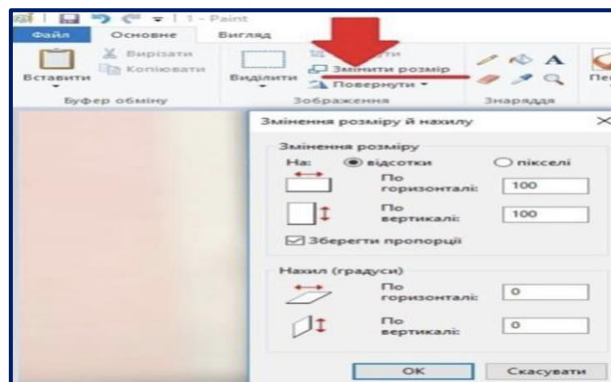 1 - Paint
Файл Основне Вигляд
Вставити
Вирізати
Копіювати
Буфер обміну
Виділити
Змінити розмір
Повернути
Зображення
A
Знаряддя
Змінення розміру й нахилу
Змінення розміру
На: відсотки пікселі
По горизонталі: 100
По вертикалі: 100
Зберегти пропорції
Нахил (градуси)
По горизонталі: 0
По вертикалі: 0
OK Скасувати